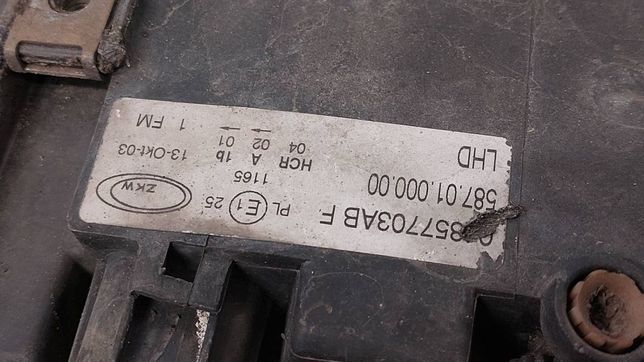 857703AB F
587.01.000.00
LHD
PL E1 25
1165
HCR A 1b
04 02 01
ZKW
13-Okt-03
1 FM